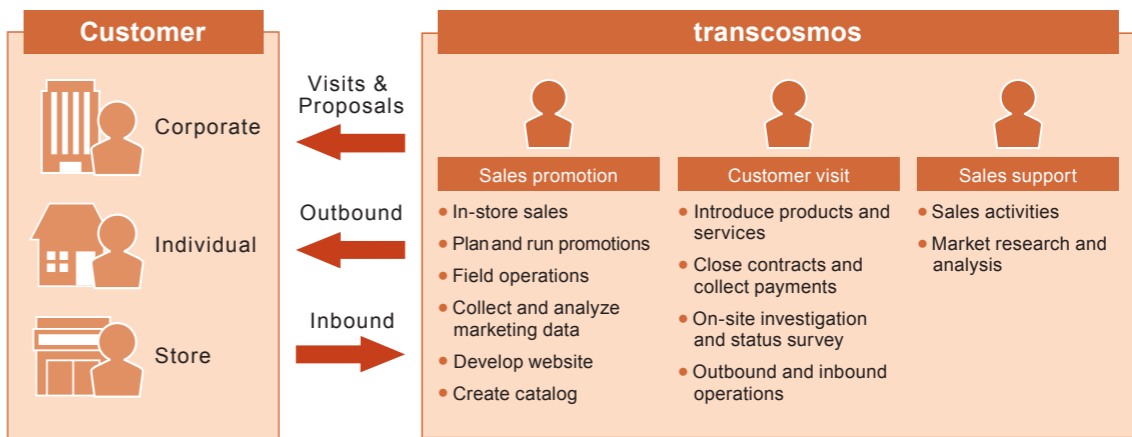 Customer
Corporate
Individual
Store
Visits &
Proposals
Outbound
Inbound
transcosmos
Sales promotion
• In-store sales
• Plan and run promotions
• Field operations
• Collect and analyze
marketing data
• Develop website
• Create catalog
Customer visit
• Introduce products and
services
• Close contracts and
collect payments
• On-site investigation
and status survey
• Outbound and inbound
operations
Sales support
• Sales activities
• Market research and
analysis